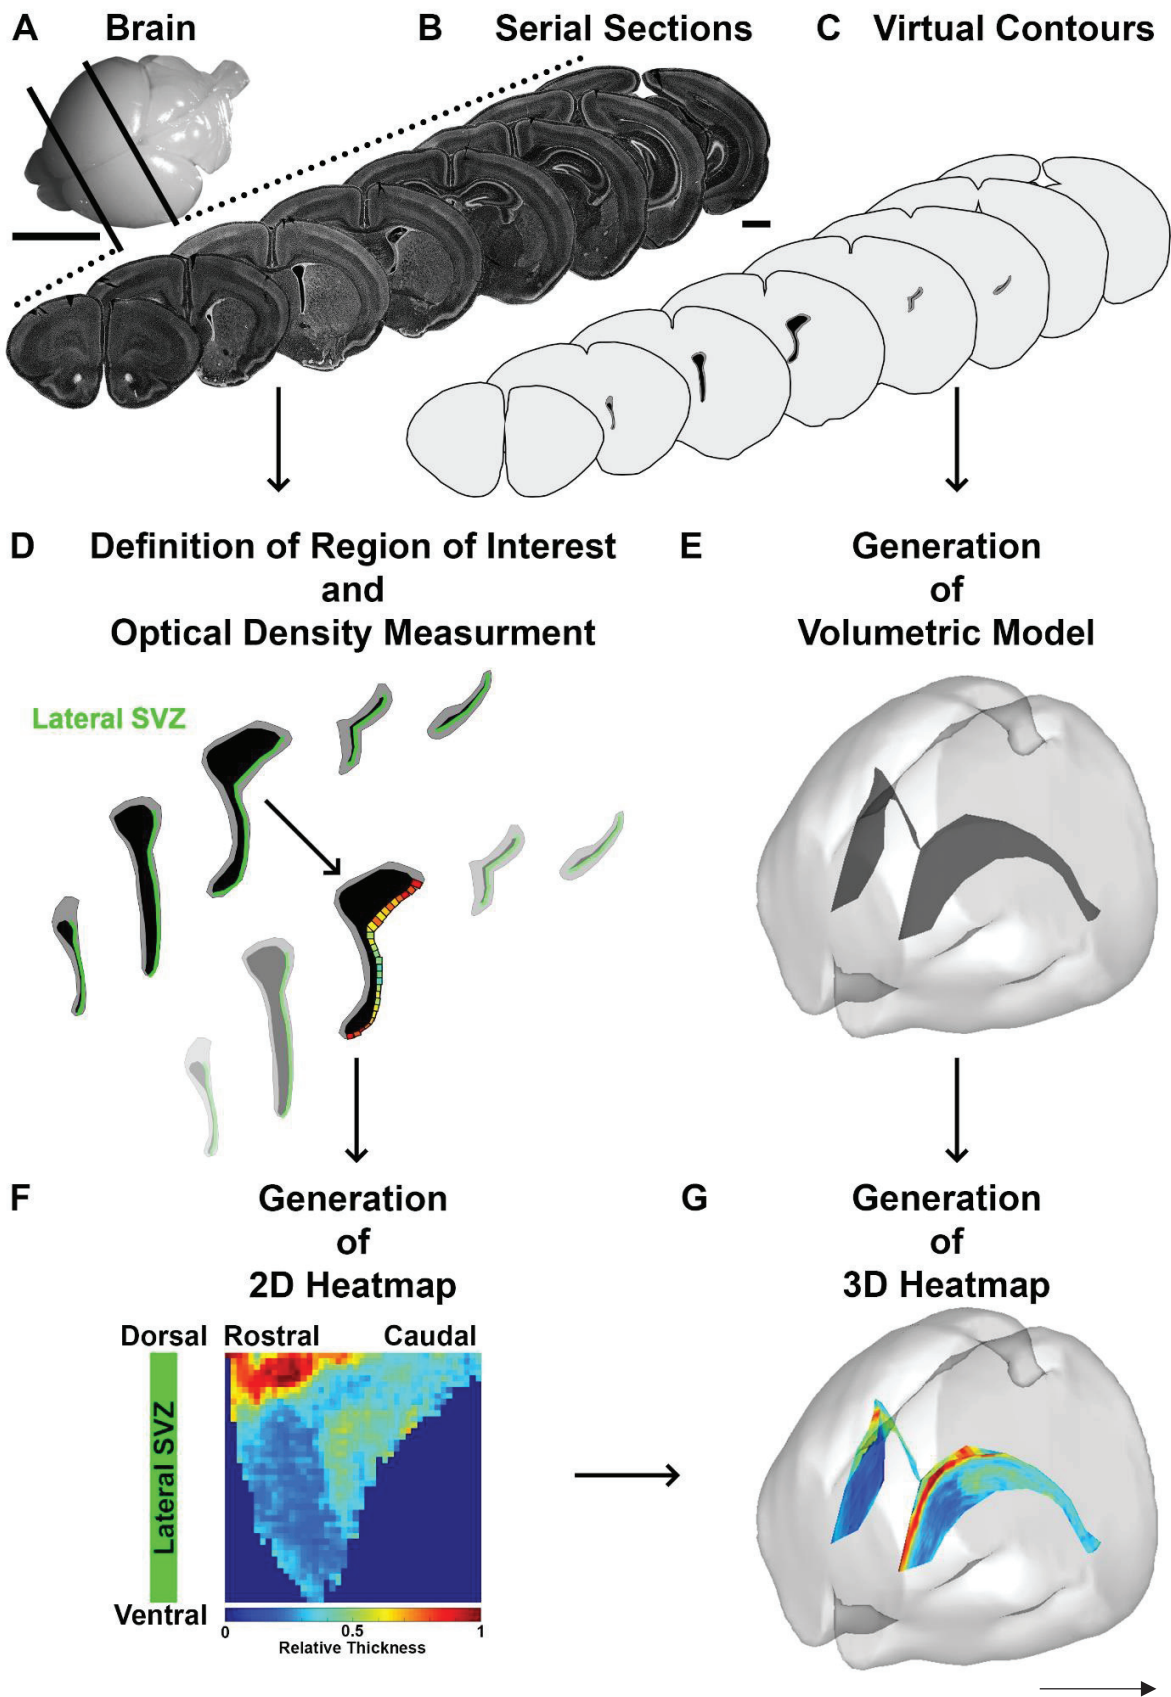 A Brain
B Serial Sections
C Virtual Contours
D Definition of Region of Interest
and
Optical Density Measurment
Lateral SVZ
E Generation
of
Volumetric Model
F Generation
of
2D Heatmap
Dorsal Rostral Caudal
Lateral SVZ
Ventral
0 0.5 1
Relative Thickness
G Generation
of
3D Heatmap